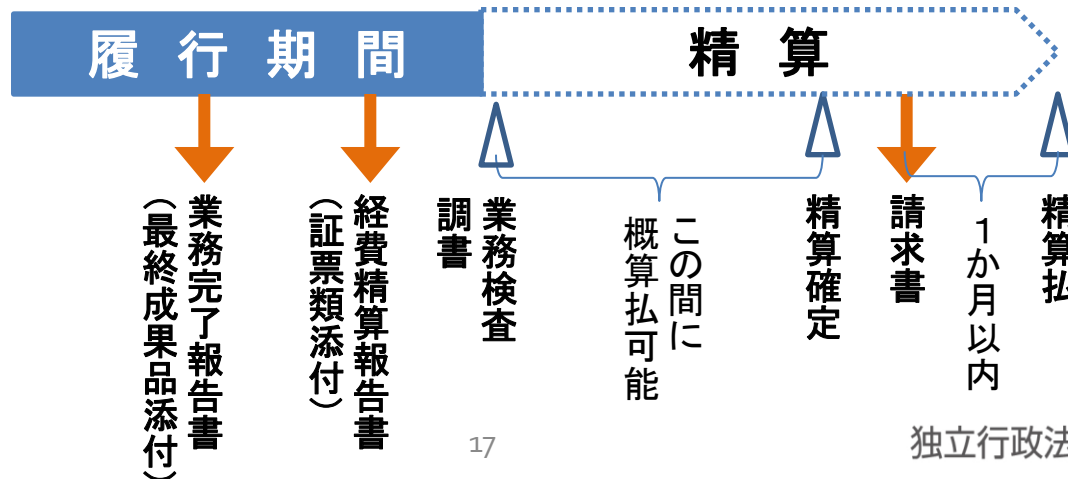 履行期間
精算
業務完了報告書
（最終成果品添付）
経費精算報告書
（証票類添付）
業務検査
調書
この間に
概算払可能
精算確定
請求書
１か月以内
精算払
17
独立行政法